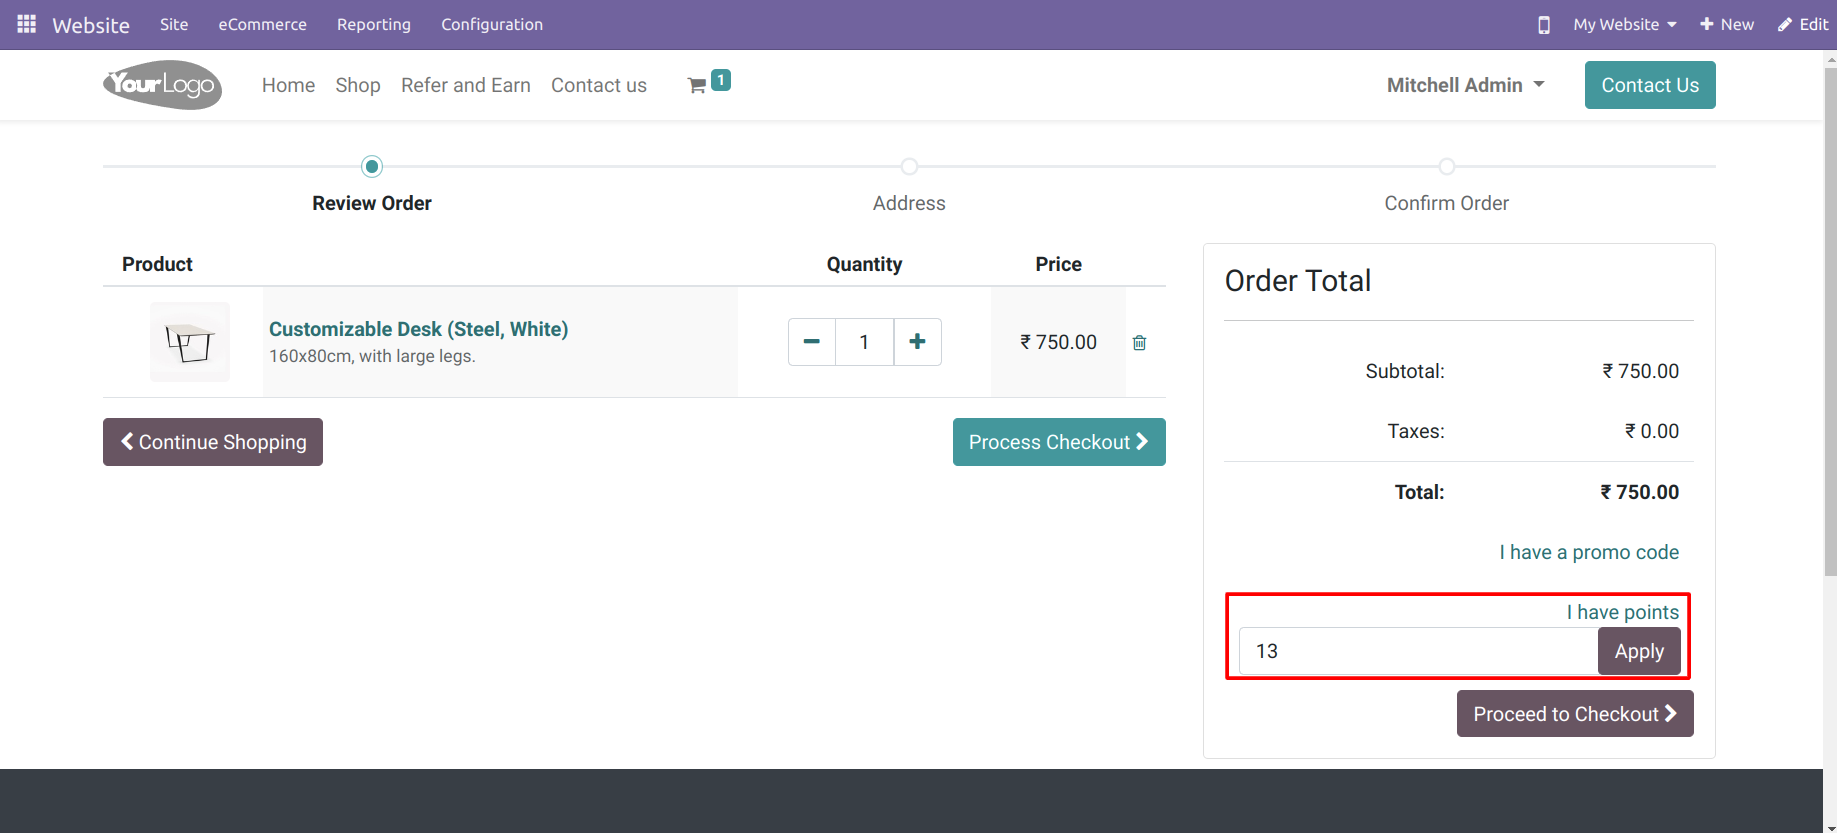 Website Site eCommerce Reporting Configuration My Website New Edit
YourLogo Home Shop Refer and Earn Contact us 1 Mitchell Admin Contact Us
Review Order Address Confirm Order
Product Quantity Price
Customizable Desk (Steel, White)
160x80cm, with large legs.
1
₹ 750.00
Continue Shopping Process Checkout
Order Total
Subtotal: ₹ 750.00
Taxes: ₹ 0.00
Total: ₹ 750.00
I have a promo code
I have points
13 Apply
Proceed to Checkout